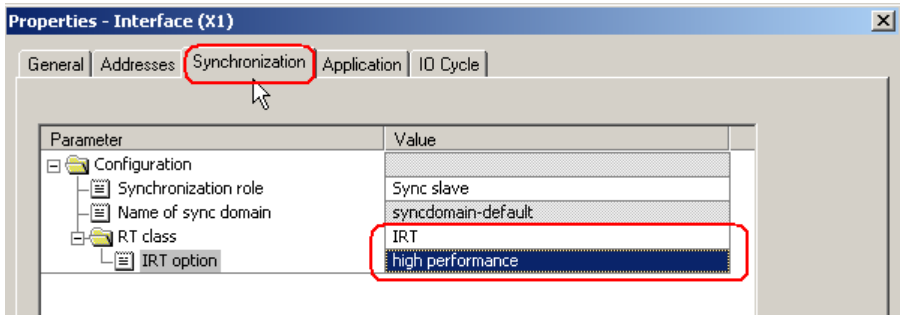 Properties - Interface (X1)
General Addresses Synchronization Application IO Cycle
Parameter Value
Configuration
Synchronization role Sync slave
Name of sync domain syncdomain-default
RT class IRT
IRT option high performance